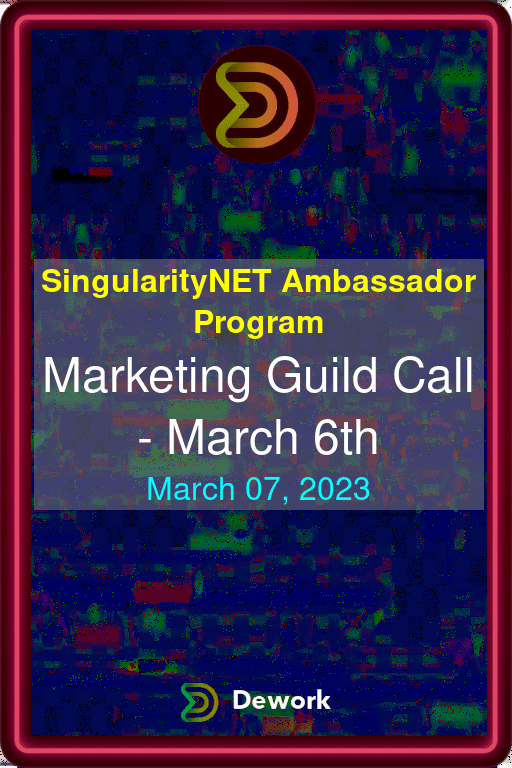 SingularityNET Ambassador
Program
Marketing Guild Call
- March 6th
March 07, 2023
Dework